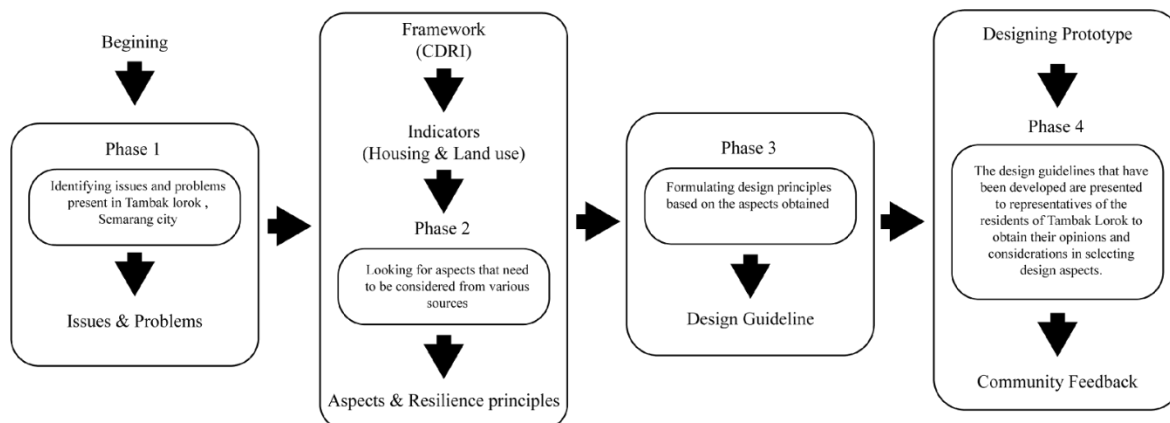 Begining
Phase 1
Identifying issues and problems
present in Tambak lorok ,
Semarang city
Issues & Problems
Framework
(CDRI)
Indicators
(Housing & Land use)
Phase 2
Looking for aspects that need
to be considered from various
sources
Aspects & Resilience principles
Phase 3
Formulating design principles
based on the aspects obtained
Design Guideline
Designing Prototype
Phase 4
The design guidelines that have
been developed are presented
to representatives of the
residents of Tambak Lorok to
obtain their opinions and
considerations in selecting
design aspects.
Community Feedback